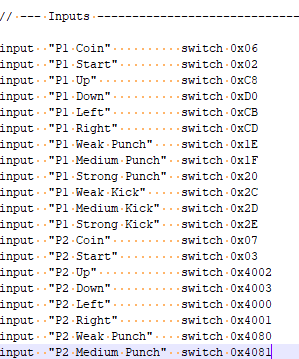 // --- Inputs ------------------------------
input "P1 Coin" switch 0x06
input "P1 Start" switch 0x02
input "P1 Up" switch 0xC8
input "P1 Down" switch 0xD0
input "P1 Left" switch 0xCB
input "P1 Right" switch 0xCD
input "P1 Weak Punch" switch 0x1E
input "P1 Medium Punch" switch 0x1F
input "P1 Strong Punch" switch 0x20
input "P1 Weak Kick" switch 0x2C
input "P1 Medium Kick" switch 0x2D
input "P1 Strong Kick" switch 0x2E
input "P2 Coin" switch 0x07
input "P2 Start" switch 0x03
input "P2 Up" switch 0x4002
input "P2 Down" switch 0x4003
input "P2 Left" switch 0x4000
input "P2 Right" switch 0x4001
input "P2 Weak Punch" switch 0x4080
input "P2 Medium Punch" switch 0x4081